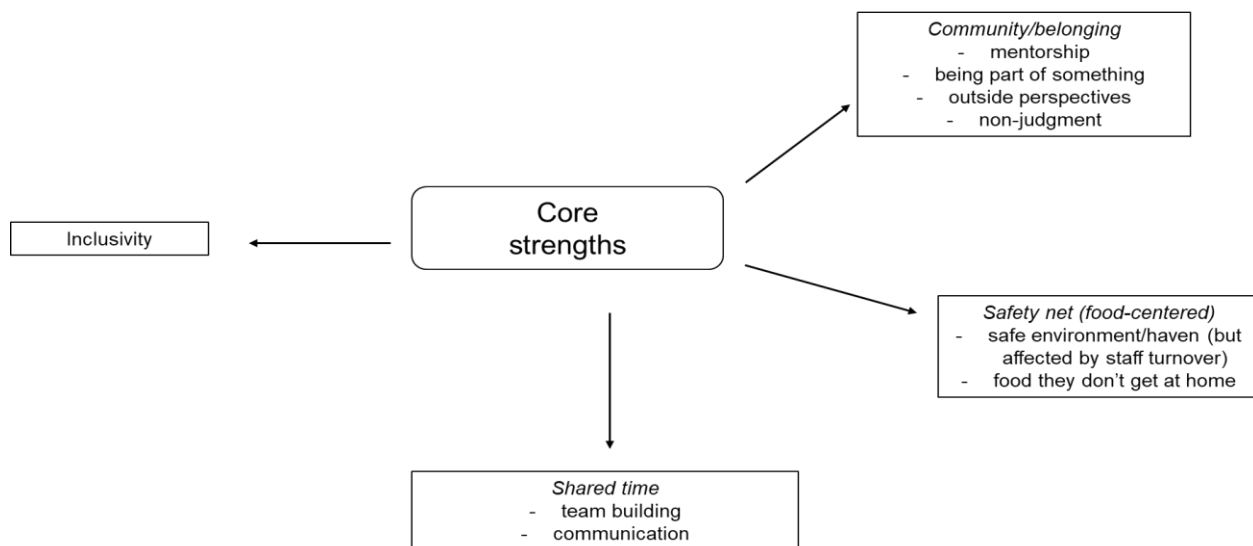 Community/belonging
- mentorship
- being part of something
- outside perspectives
- non-judgment
Core
strengths
Inclusivity
Safety net (food-centered)
- safe environment/haven (but
affected by staff turnover)
- food they don’t get at home
Shared time
- team building
- communication